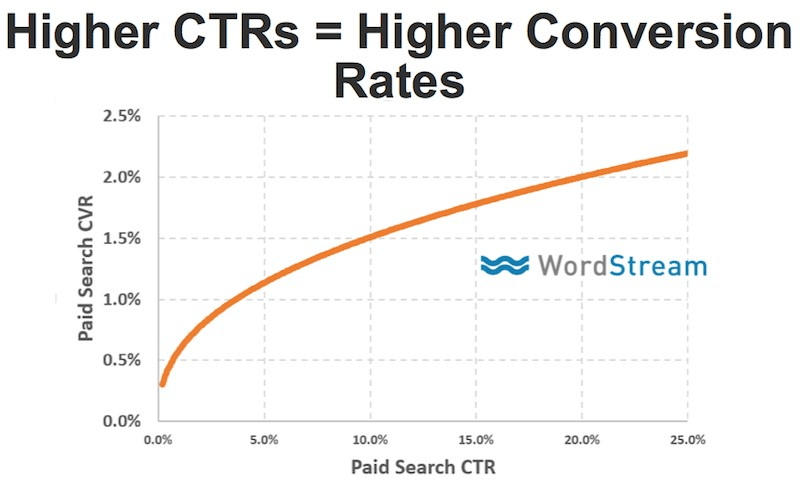 Higher CTRs = Higher Conversion
Rates
2.5%
2.0%
1.5%
1.0%
0.5%
0.0%
Paid Search CVR
WordStream
0.0%
5.0%
10.0%
15.0%
20.0%
25.0%
Paid Search CTR